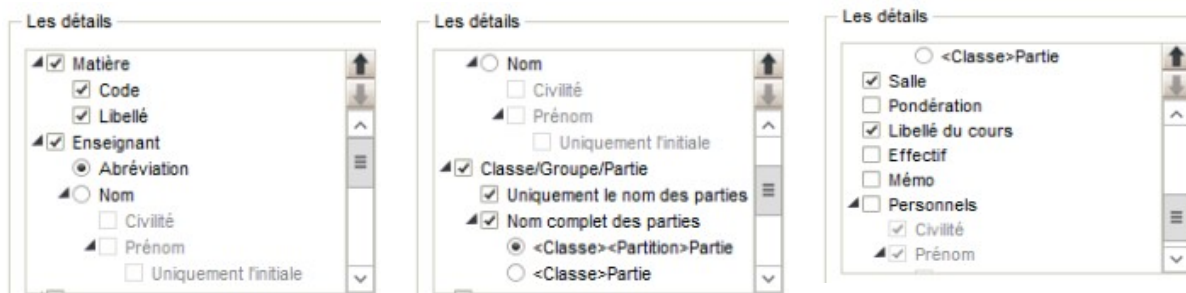 Les détails
Matière
Code
Libellé
Enseignant
Abréviation
Nom
Civilité
Prénom
Uniquement l'initiale
Les détails
Nom
Civilité
Prénom
Uniquement l'initiale
Classe/Groupe/Partie
Uniquement le nom des parties
Nom complet des parties
<Classe><Partition>Partie
<Classe>Partie
Les détails
<Classe>Partie
Salle
Pondération
Libellé du cours
Effectif
Mémo
Personnels
Civilité
Prénom